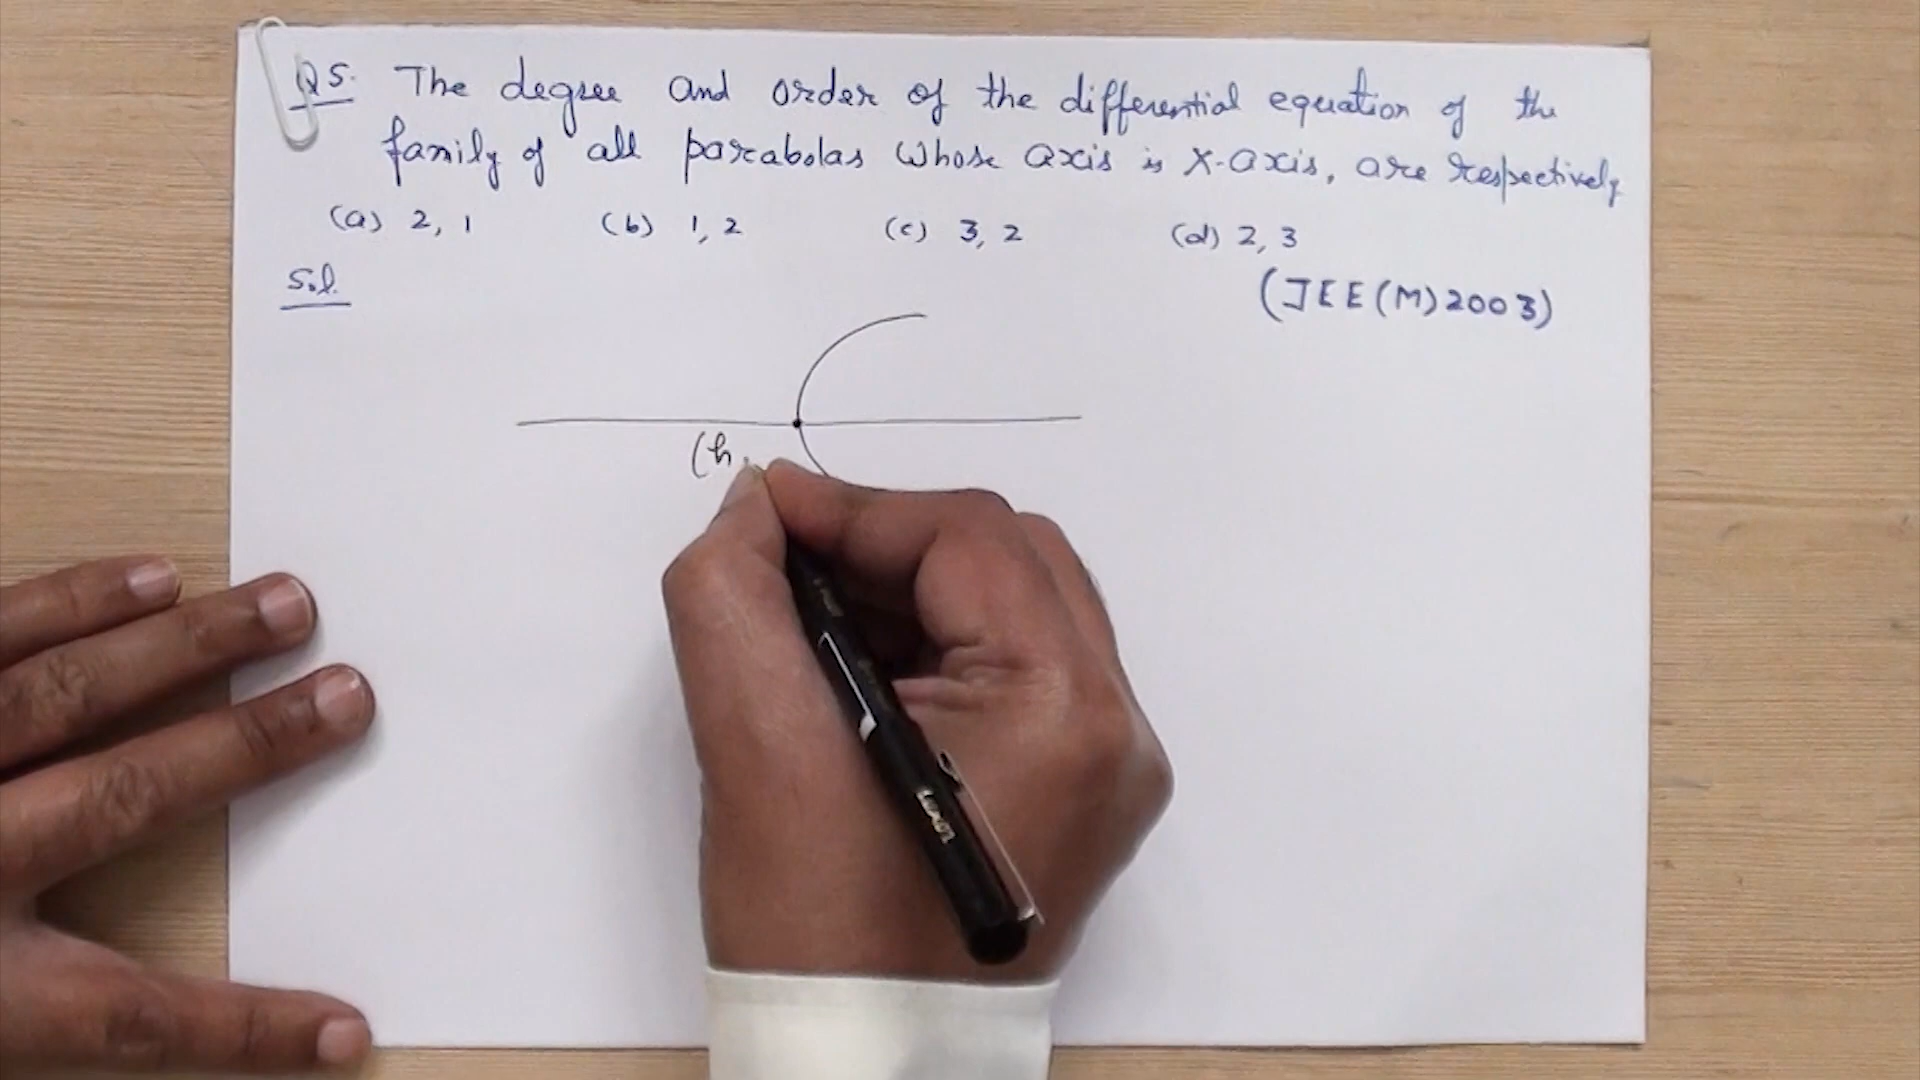 Q5. The degree and order of the differential equation of the
family of all parabolas whose axis is X-axis, are respectively
(a) 2, 1 (b) 1, 2 (c) 3, 2 (d) 2, 3
Sol.
(JEE(M)2003)
(h,
LUXOR